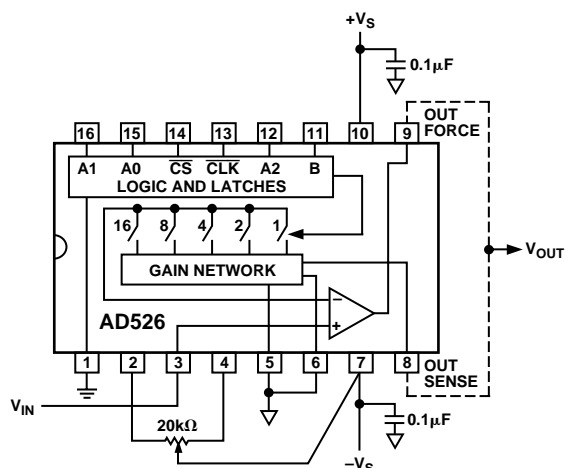 +VS
0.1µF
OUT
FORCE
16 15 14 13 12 11 10 9
A1 A0 CS CLK A2 B
LOGIC AND LATCHES
16 8 4 2 1
GAIN NETWORK
VOUT
−
+
AD526
1 2 3 4 5 6 7 8
OUT
SENSE
VIN
20kΩ
0.1µF
−VS